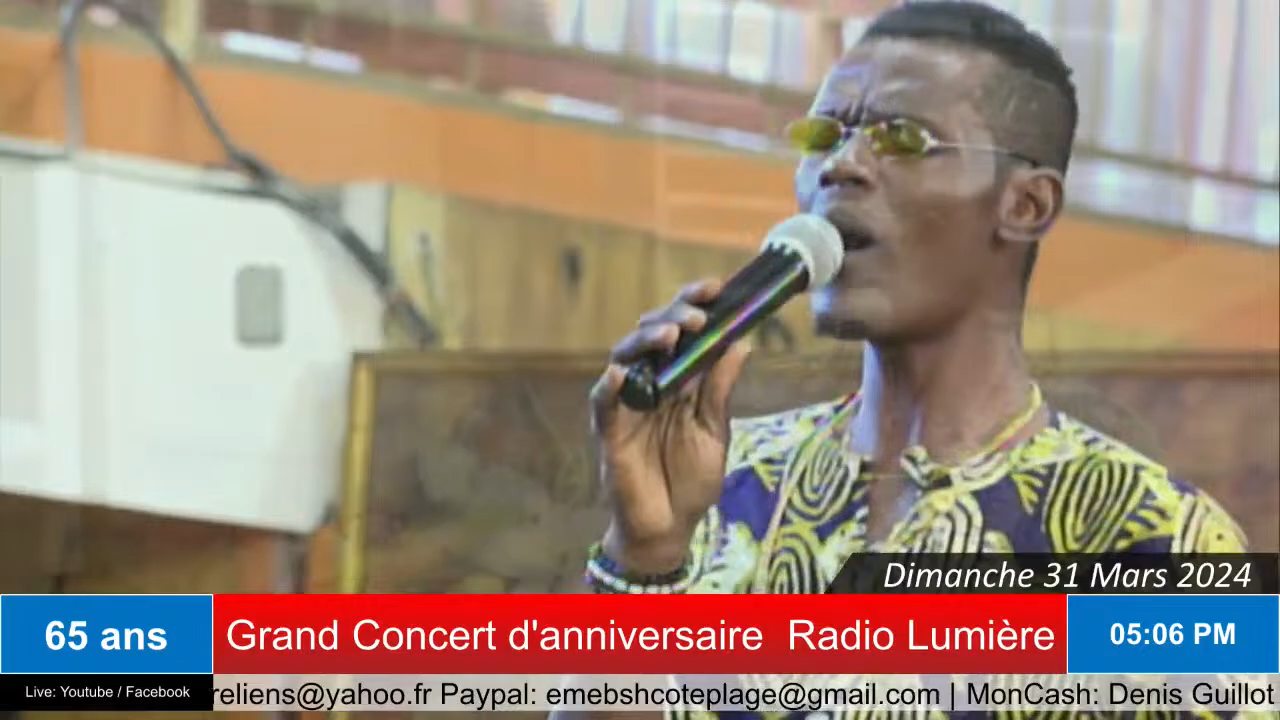 Dimanche 31 Mars 2024
65 ans
Grand Concert d'anniversaire Radio Lumière
05:06 PM
Live: Youtube / Facebook
reliens@yahoo.fr Paypal: emebshcoteplage@gmail.com | MonCash: Denis Guillot